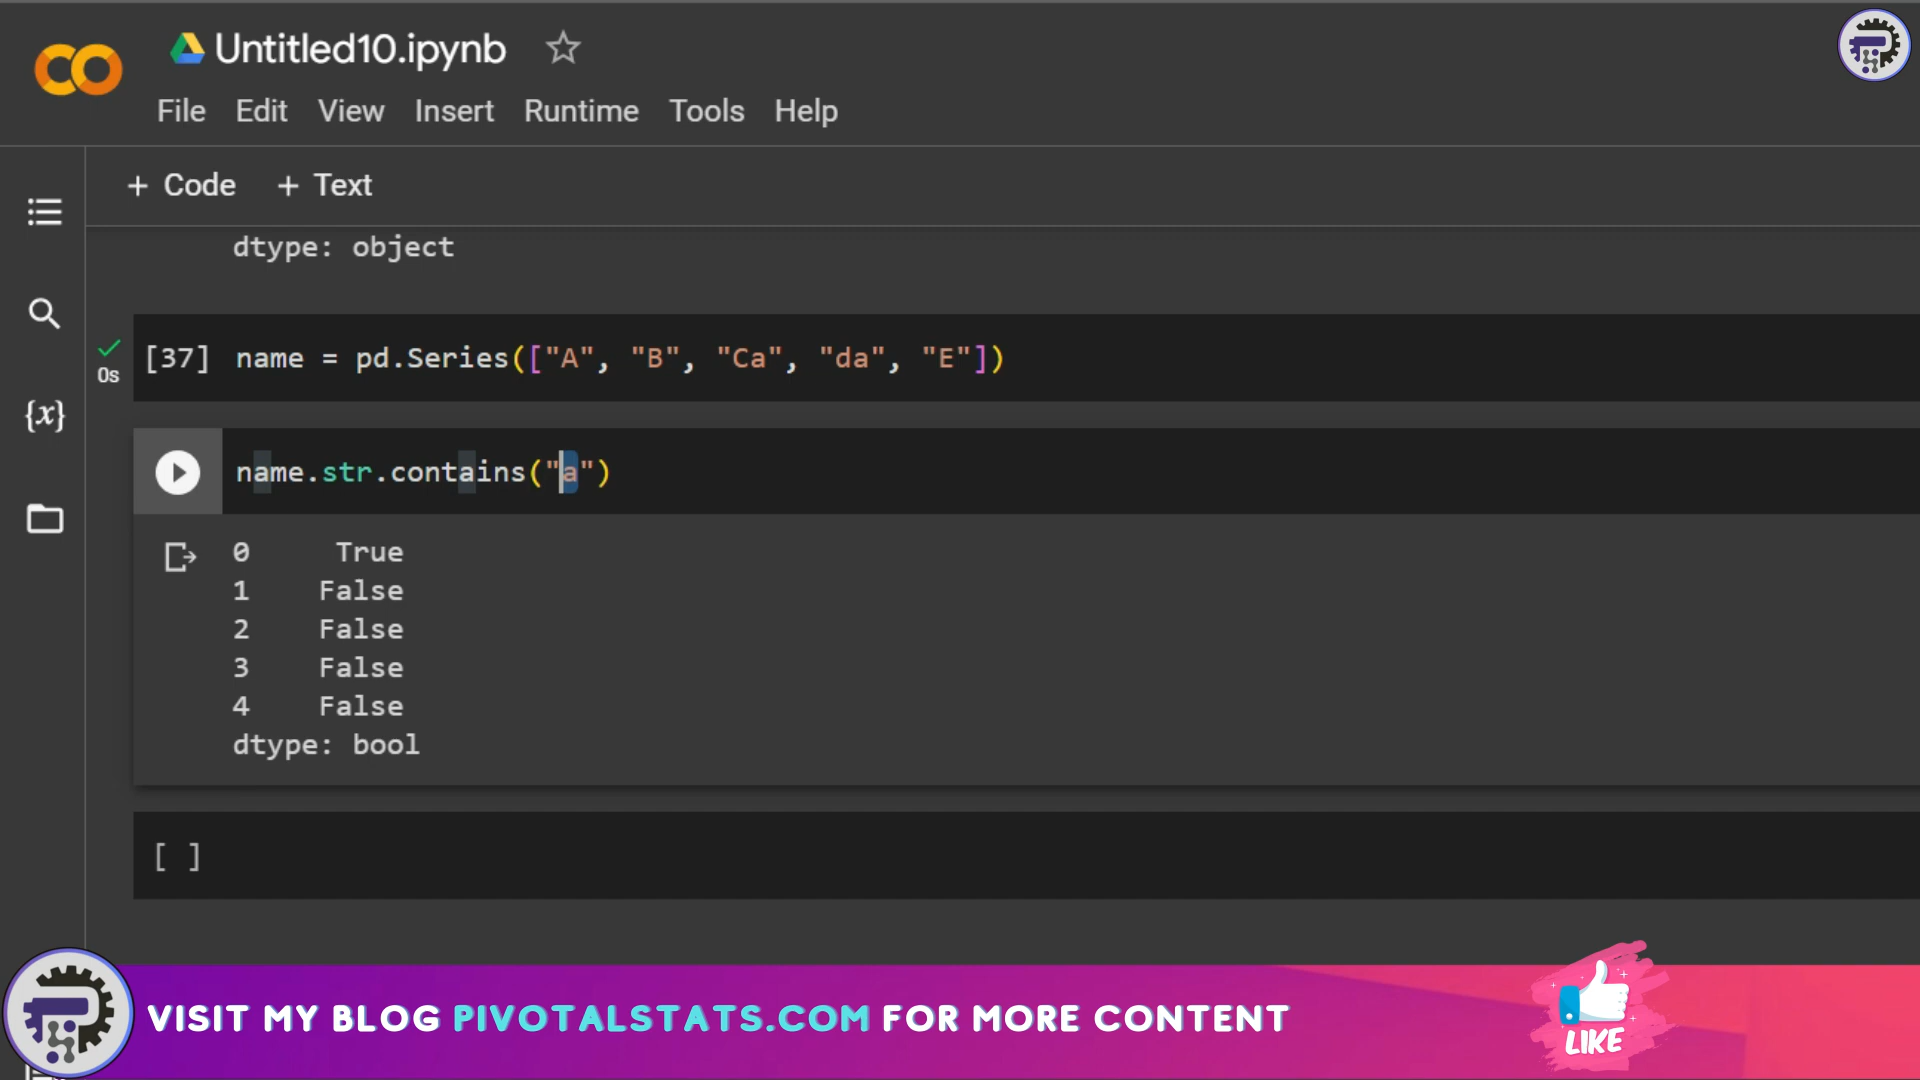 Untitled10.ipynb
File Edit View Insert Runtime Tools Help
+ Code + Text
dtype: object
0s
[37] name = pd.Series(["A", "B", "Ca", "da", "E"])
{x}
name.str.contains("a")
0 True
1 False
2 False
3 False
4 False
dtype: bool
[ ]
VISIT MY BLOG PIVOTALSTATS.COM FOR MORE CONTENT
LIKE